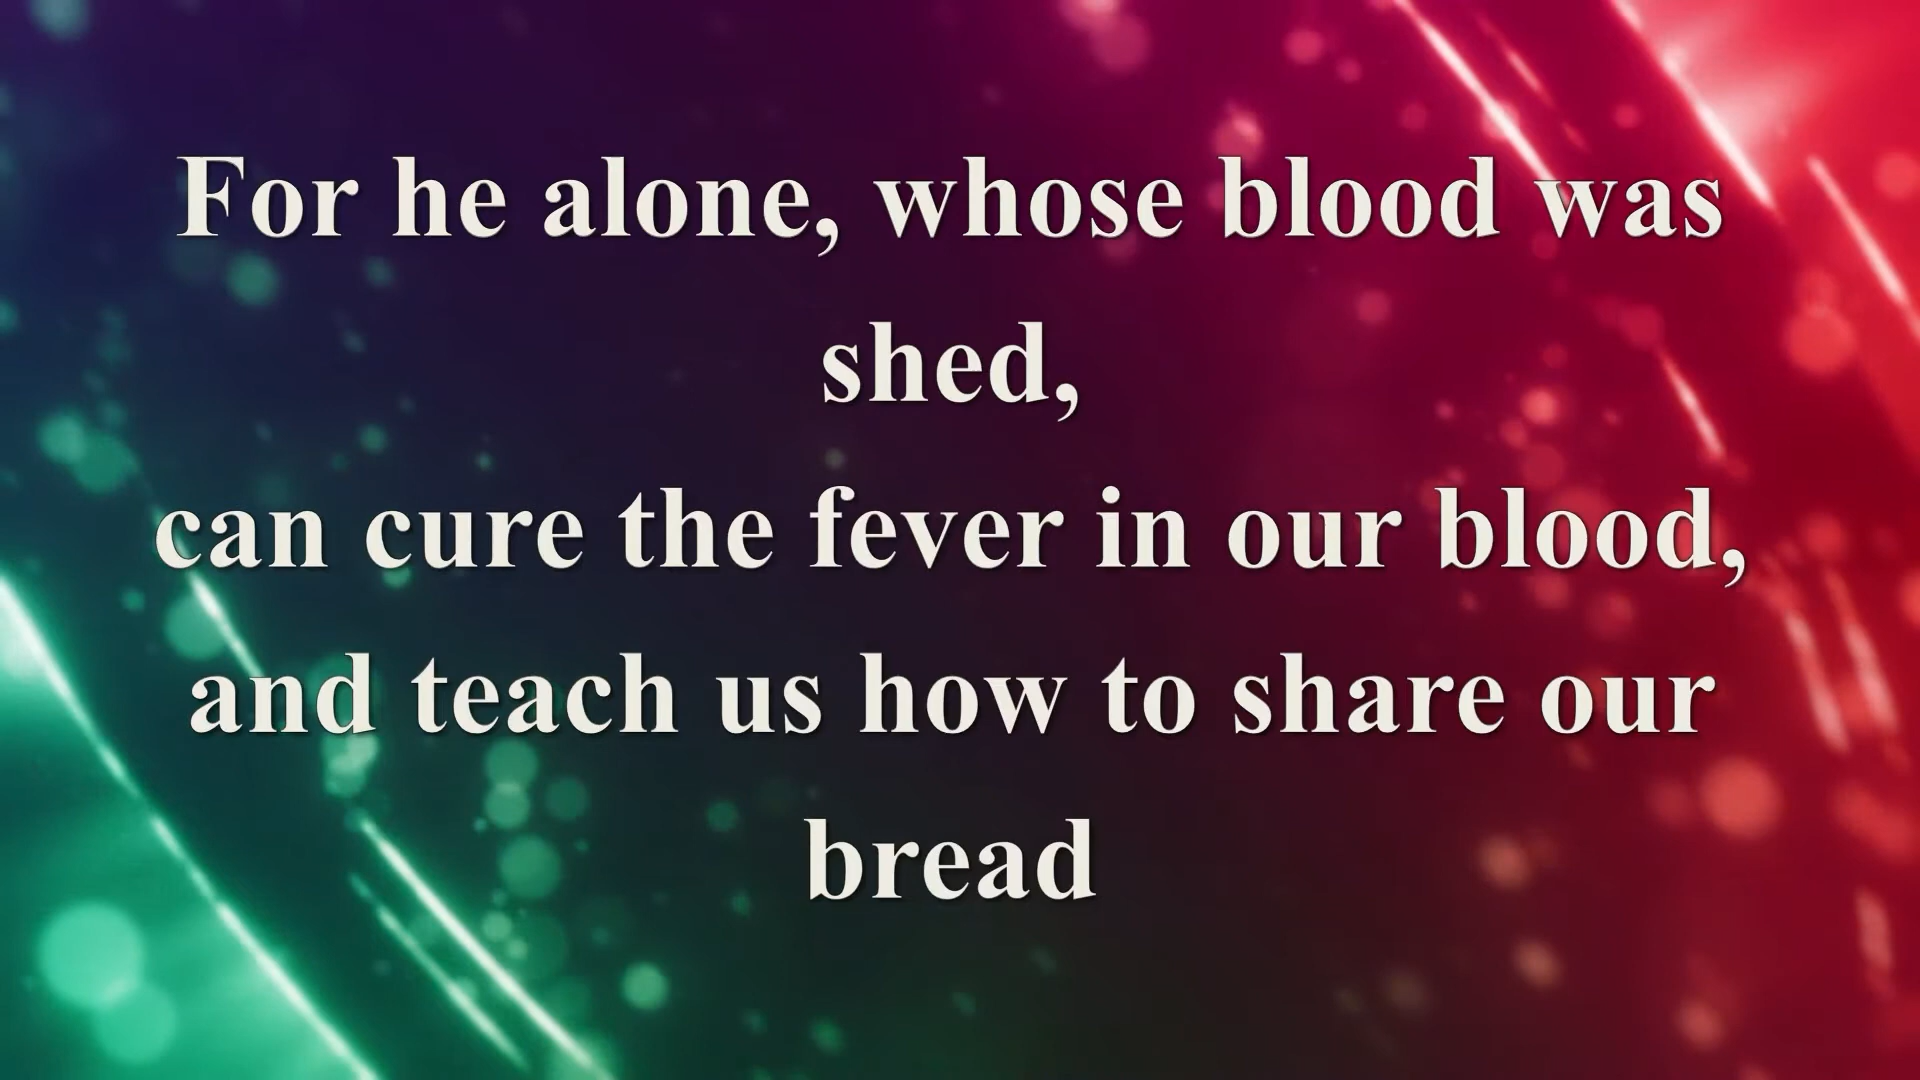 For he alone, whose blood was
shed,
can cure the fever in our blood,
and teach us how to share our
bread